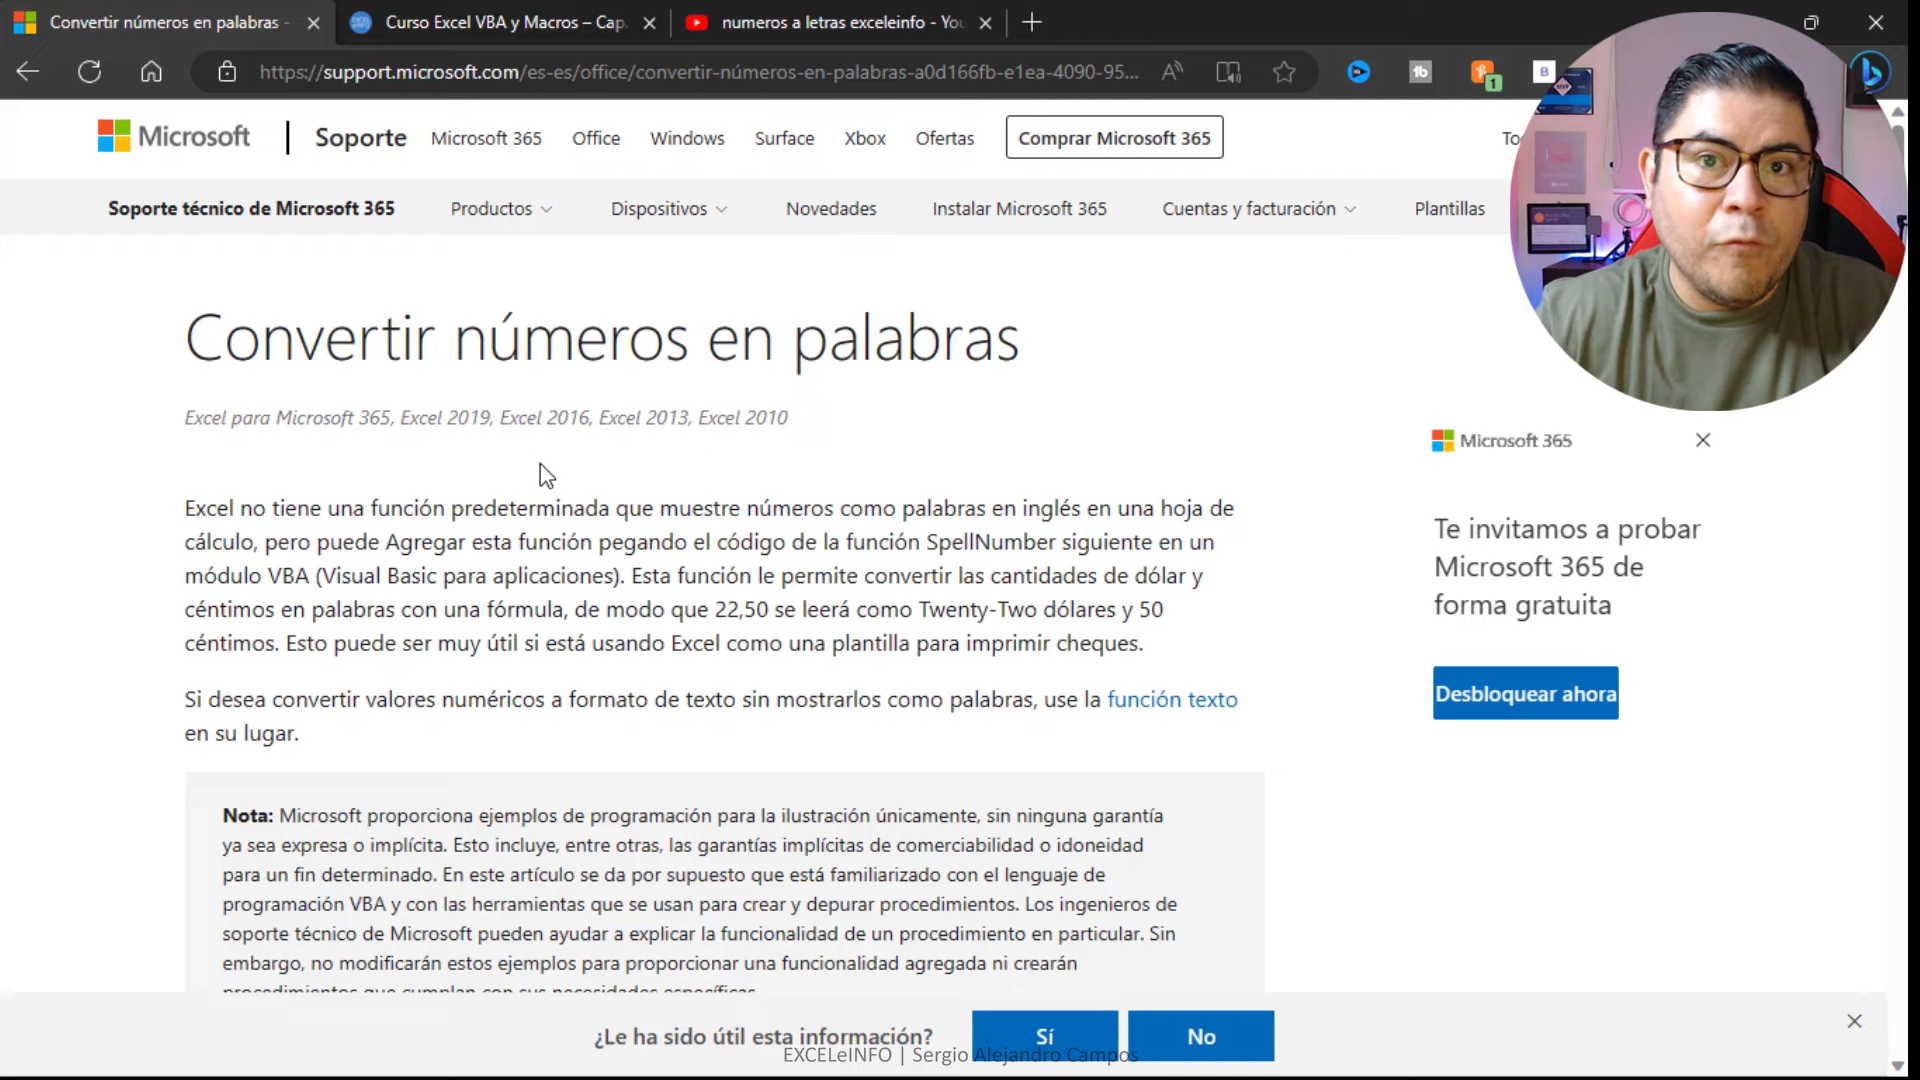 Convertir números en palabras -
Curso Excel VBA y Macros – Cap.
numeros a letras exceleinfo - You
https://support.microsoft.com/es-es/office/convertir-números-en-palabras-a0d166fb-e1ea-4090-95...
1
B
Microsoft
Soporte
Microsoft 365
Office
Windows
Surface
Xbox
Ofertas
Comprar Microsoft 365
Soporte técnico de Microsoft 365
Productos
Dispositivos
Novedades
Instalar Microsoft 365
Cuentas y facturación
Plantillas
Convertir números en palabras
Excel para Microsoft 365, Excel 2019, Excel 2016, Excel 2013, Excel 2010
Excel no tiene una función predeterminada que muestre números como palabras en inglés en una hoja de
cálculo, pero puede Agregar esta función pegando el código de la función SpellNumber siguiente en un
módulo VBA (Visual Basic para aplicaciones). Esta función le permite convertir las cantidades de dólar y
céntimos en palabras con una fórmula, de modo que 22,50 se leerá como Twenty-Two dólares y 50
céntimos. Esto puede ser muy útil si está usando Excel como una plantilla para imprimir cheques.
Si desea convertir valores numéricos a formato de texto sin mostrarlos como palabras, use la función texto
en su lugar.
Nota: Microsoft proporciona ejemplos de programación para la ilustración únicamente, sin ninguna garantía
ya sea expresa o implícita. Esto incluye, entre otras, las garantías implícitas de comerciabilidad o idoneidad
para un fin determinado. En este artículo se da por supuesto que está familiarizado con el lenguaje de
programación VBA y con las herramientas que se usan para crear y depurar procedimientos. Los ingenieros de
soporte técnico de Microsoft pueden ayudar a explicar la funcionalidad de un procedimiento en particular. Sin
embargo, no modificarán estos ejemplos para proporcionar una funcionalidad agregada ni crearán
procedimientos que cumplan con sus necesidades específicas.
Microsoft 365
Te invitamos a probar
Microsoft 365 de
forma gratuita
Desbloquear ahora
¿Le ha sido útil esta información?
Sí
No
EXCELeINFO | Sergio Alejandro Campos